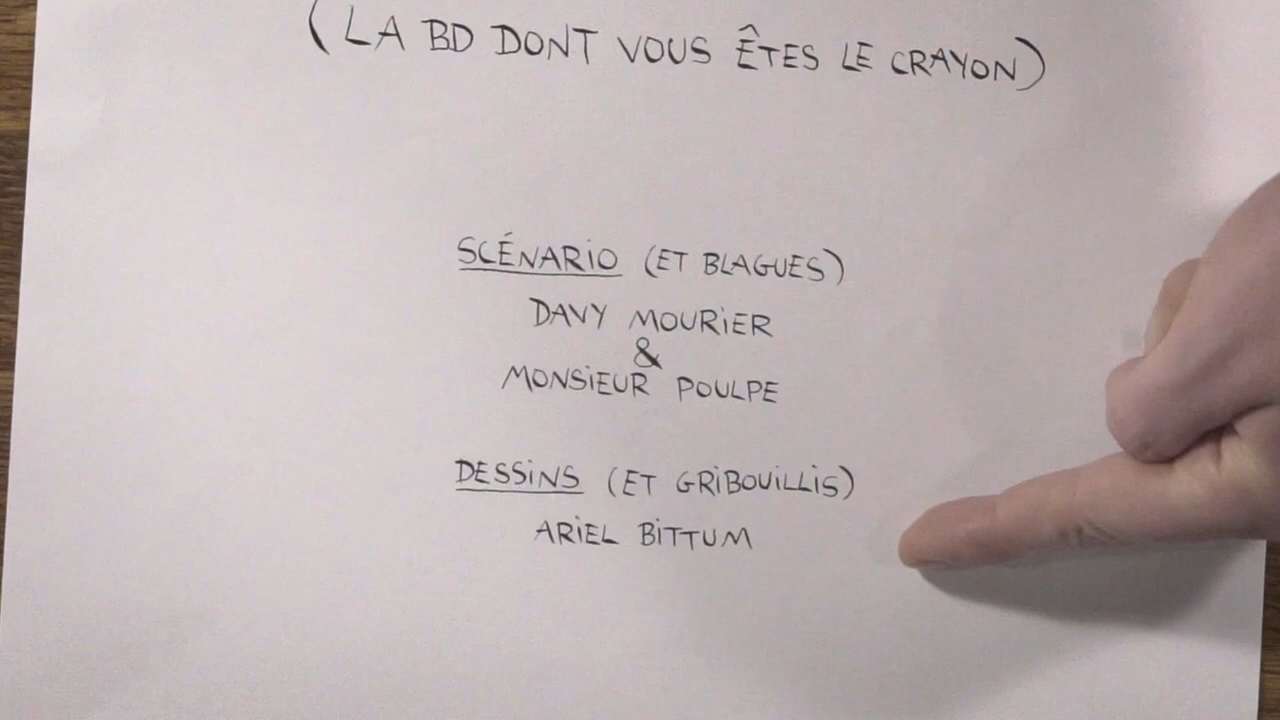 (LA BD DONT VOUS ÊTES LE CRAYON)
SCÉNARIO (ET BLAGUES)
DAVY MOURIER
&
MONSIEUR POULPE
DESSINS (ET GRIBOUILLIS)
ARIEL BITTUM